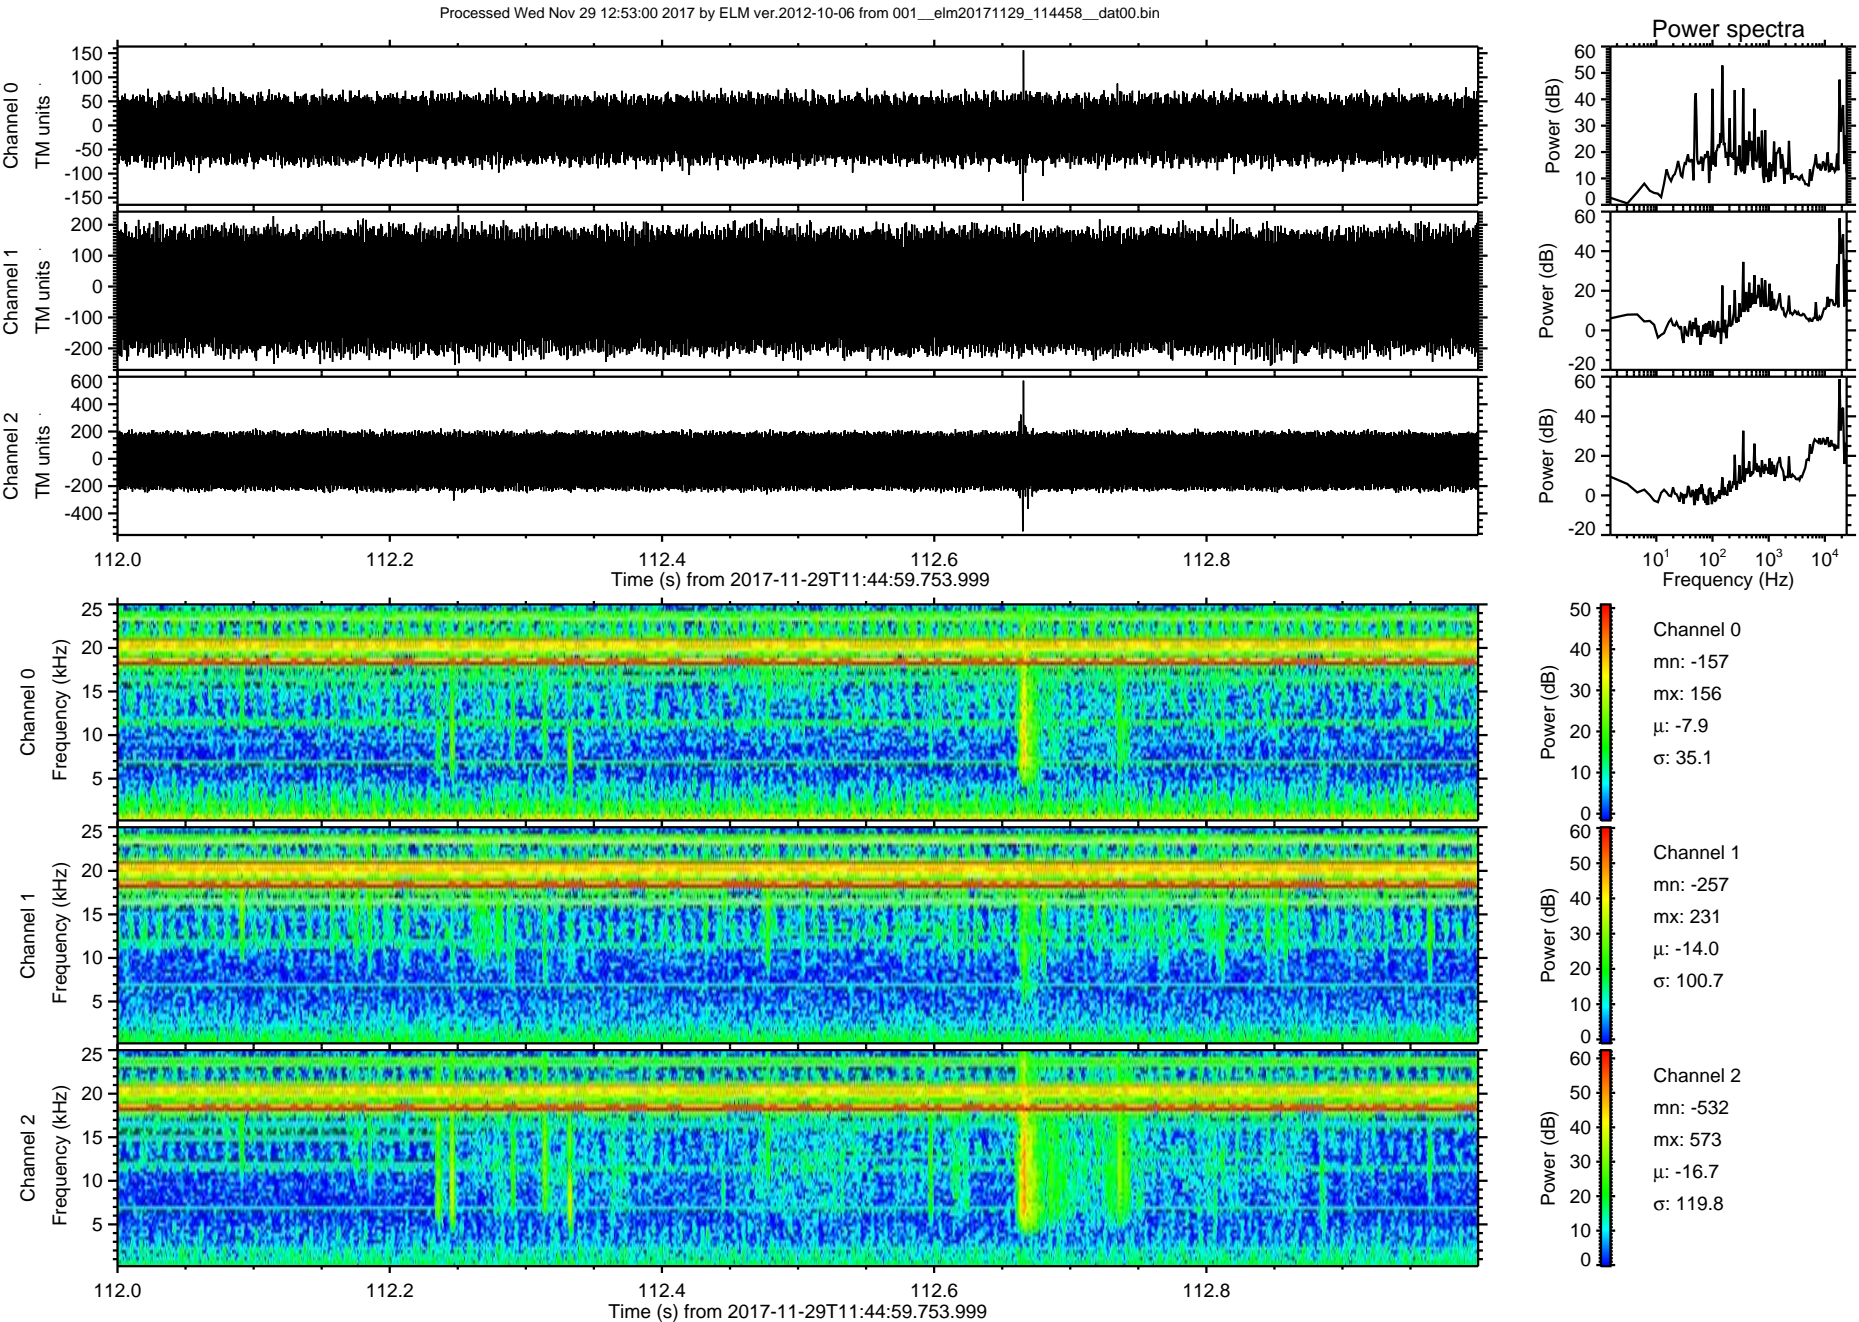 Processed Wed Nov 29 12:53:00 2017 by ELM ver.2012-10-06 from 001__elm20171129_114458__dat00.bin
Power spectra
Channel 0
TM units
150
100
50
0
-50
-100
-150
Power (dB)
60
50
40
30
20
10
0
Channel 1
TM units
200
100
0
-100
-200
Power (dB)
60
40
20
0
-20
Channel 2
TM units
600
400
200
0
-200
-400
Power (dB)
60
40
20
0
-20
112.0 112.2 112.4 112.6 112.8
Time (s) from 2017-11-29T11:44:59.753.999
10¹ 10² 10³ 10⁴
Frequency (Hz)
Channel 0
Frequency (kHz)
25
20
15
10
5
Power (dB)
50
40
30
20
10
0
Channel 0
mn: -157
mx: 156
μ: -7.9
σ: 35.1
Channel 1
Frequency (kHz)
25
20
15
10
5
Power (dB)
60
50
40
30
20
10
0
Channel 1
mn: -257
mx: 231
μ: -14.0
σ: 100.7
Channel 2
Frequency (kHz)
25
20
15
10
5
Power (dB)
60
50
40
30
20
10
0
Channel 2
mn: -532
mx: 573
μ: -16.7
σ: 119.8
112.0 112.2 112.4 112.6 112.8
Time (s) from 2017-11-29T11:44:59.753.999